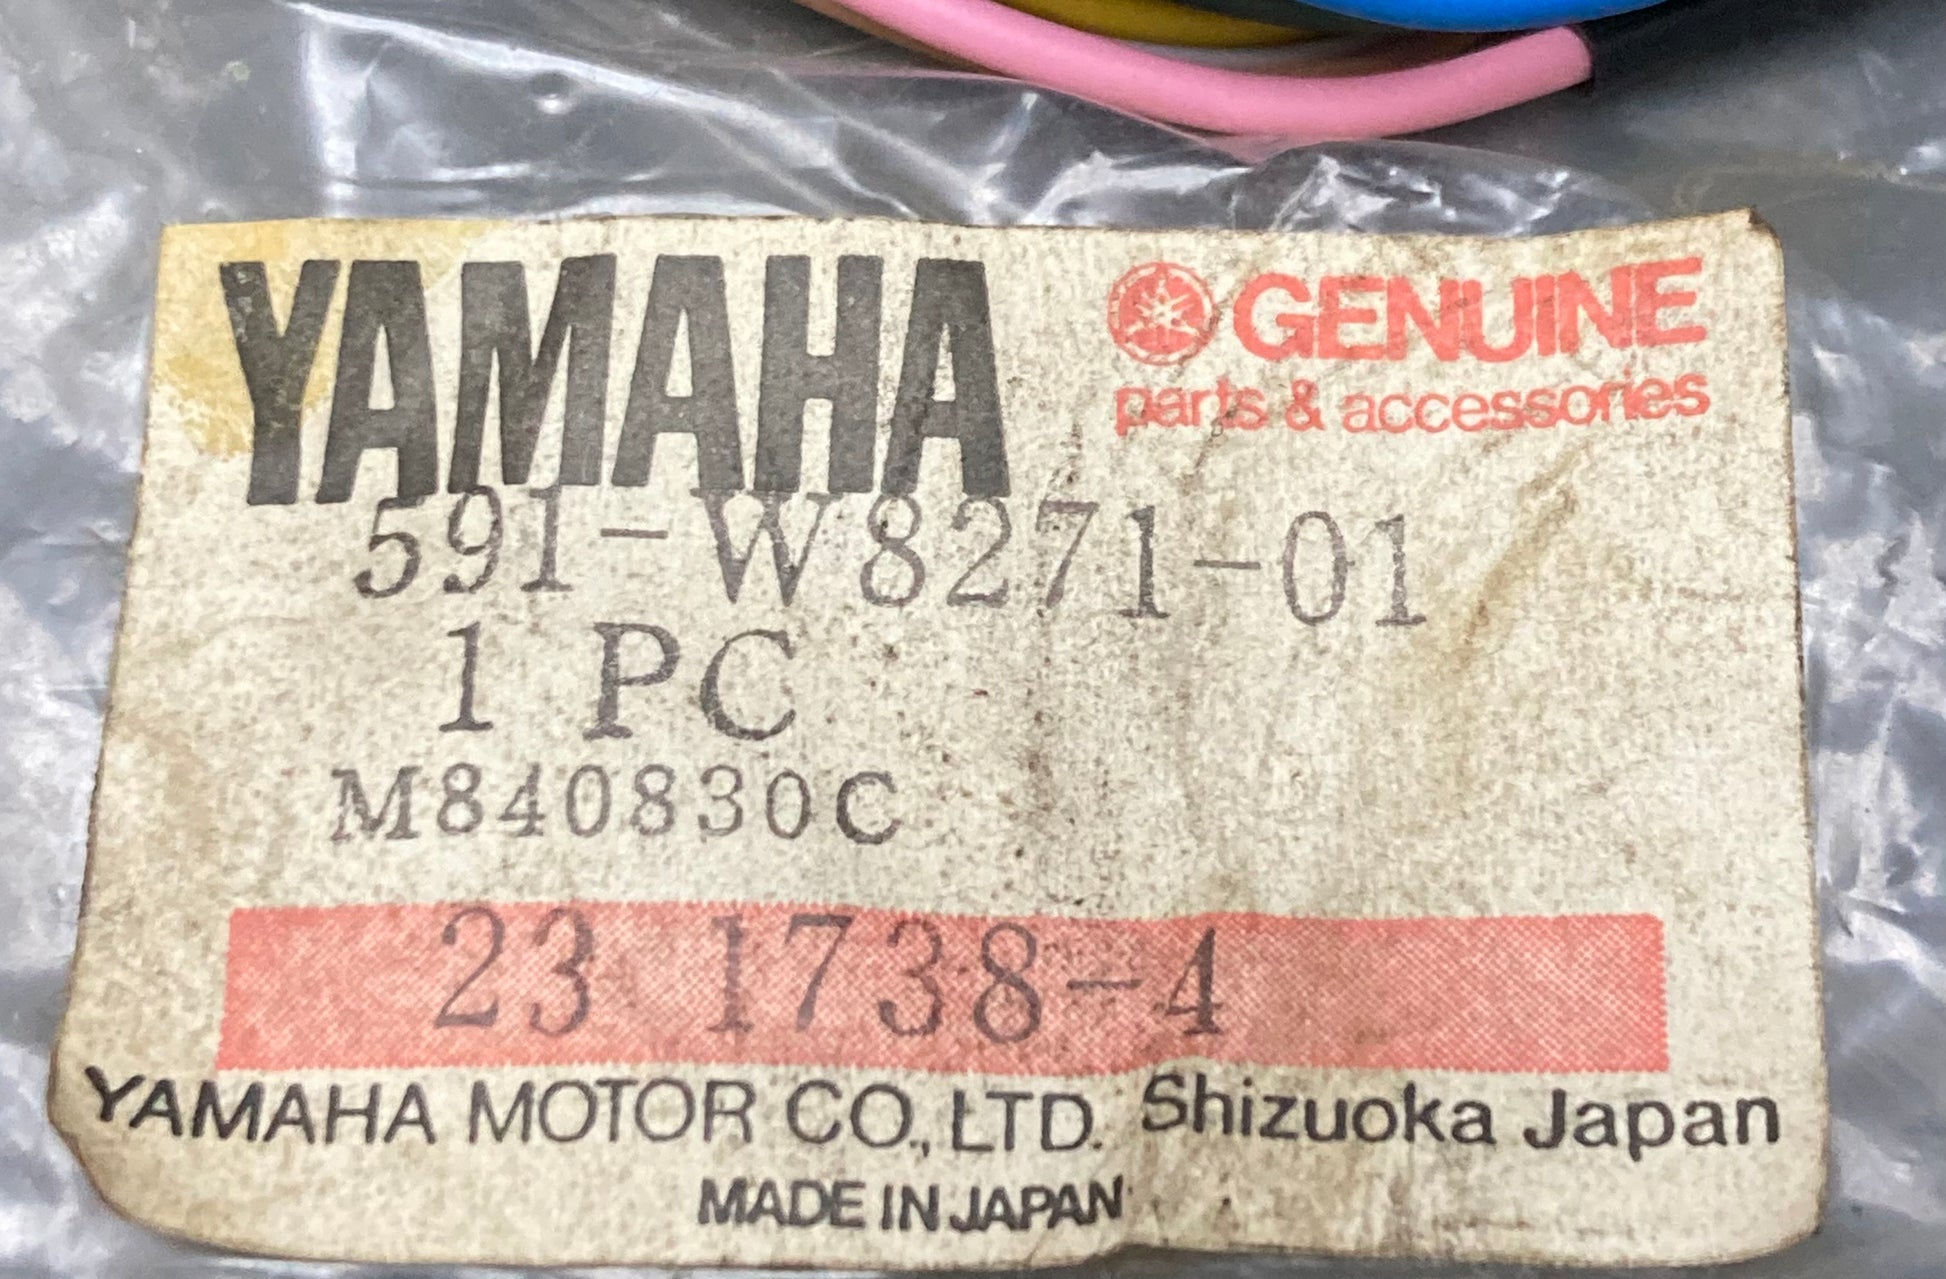 YAMAHA GENUINE
parts & accessories
591-W8271-01
1 PC
M840830C
23 1738-4
YAMAHA MOTOR CO., LTD. Shizuoka Japan
MADE IN JAPAN